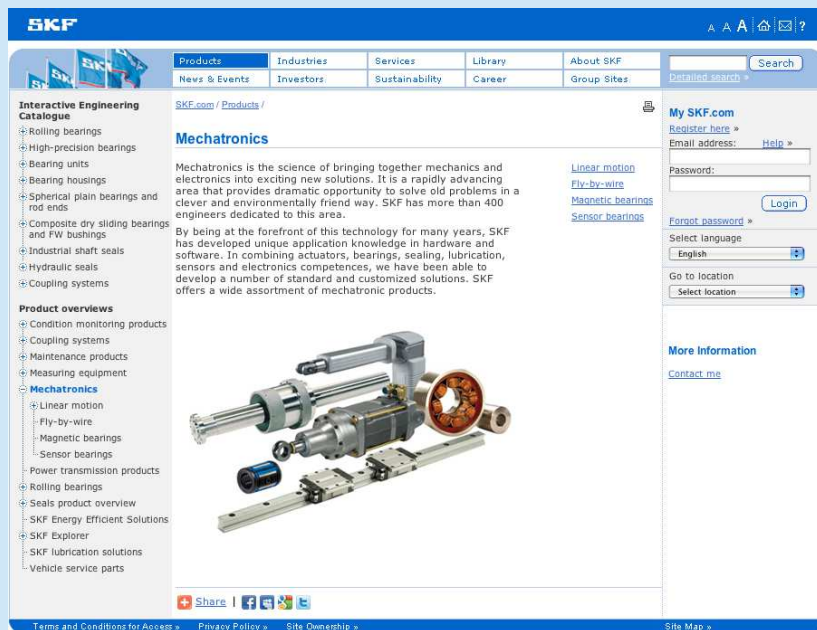 SKF
A A A ?
Products Industries Services Library About SKF
News & Events Investors Sustainability Career Group Sites
Search
Detailed search »
Interactive Engineering
Catalogue
Rolling bearings
High-precision bearings
Bearing units
Bearing housings
Spherical plain bearings and
rod ends
Composite dry sliding bearings
and FW bushings
Industrial shaft seals
Hydraulic seals
Coupling systems
Product overviews
Condition monitoring products
Coupling systems
Maintenance products
Measuring equipment
Mechatronics
Linear motion
Fly-by-wire
Magnetic bearings
Sensor bearings
Power transmission products
Rolling bearings
Seals product overview
SKF Energy Efficient Solutions
SKF Explorer
SKF lubrication solutions
Vehicle service parts
SKF.com / Products /
Mechatronics
Mechatronics is the science of bringing together mechanics and
electronics into exciting new solutions. It is a rapidly advancing
area that provides dramatic opportunity to solve old problems in a
clever and environmentally friend way. SKF has more than 400
engineers dedicated to this area.
By being at the forefront of this technology for many years, SKF
has developed unique application knowledge in hardware and
software. In combining actuators, bearings, sealing, lubrication,
sensors and electronics competences, we have been able to
develop a number of standard and customized solutions. SKF
offers a wide assortment of mechatronic products.
Linear motion
Fly-by-wire
Magnetic bearings
Sensor bearings
Share |
My SKF.com
Register here »
Email address: Help »
Password:
Login
Forgot password »
Select language
English
Go to location
Select location
More Information
Contact me
Terms and Conditions for Access » Privacy Policy » Site Ownership » Site Map »